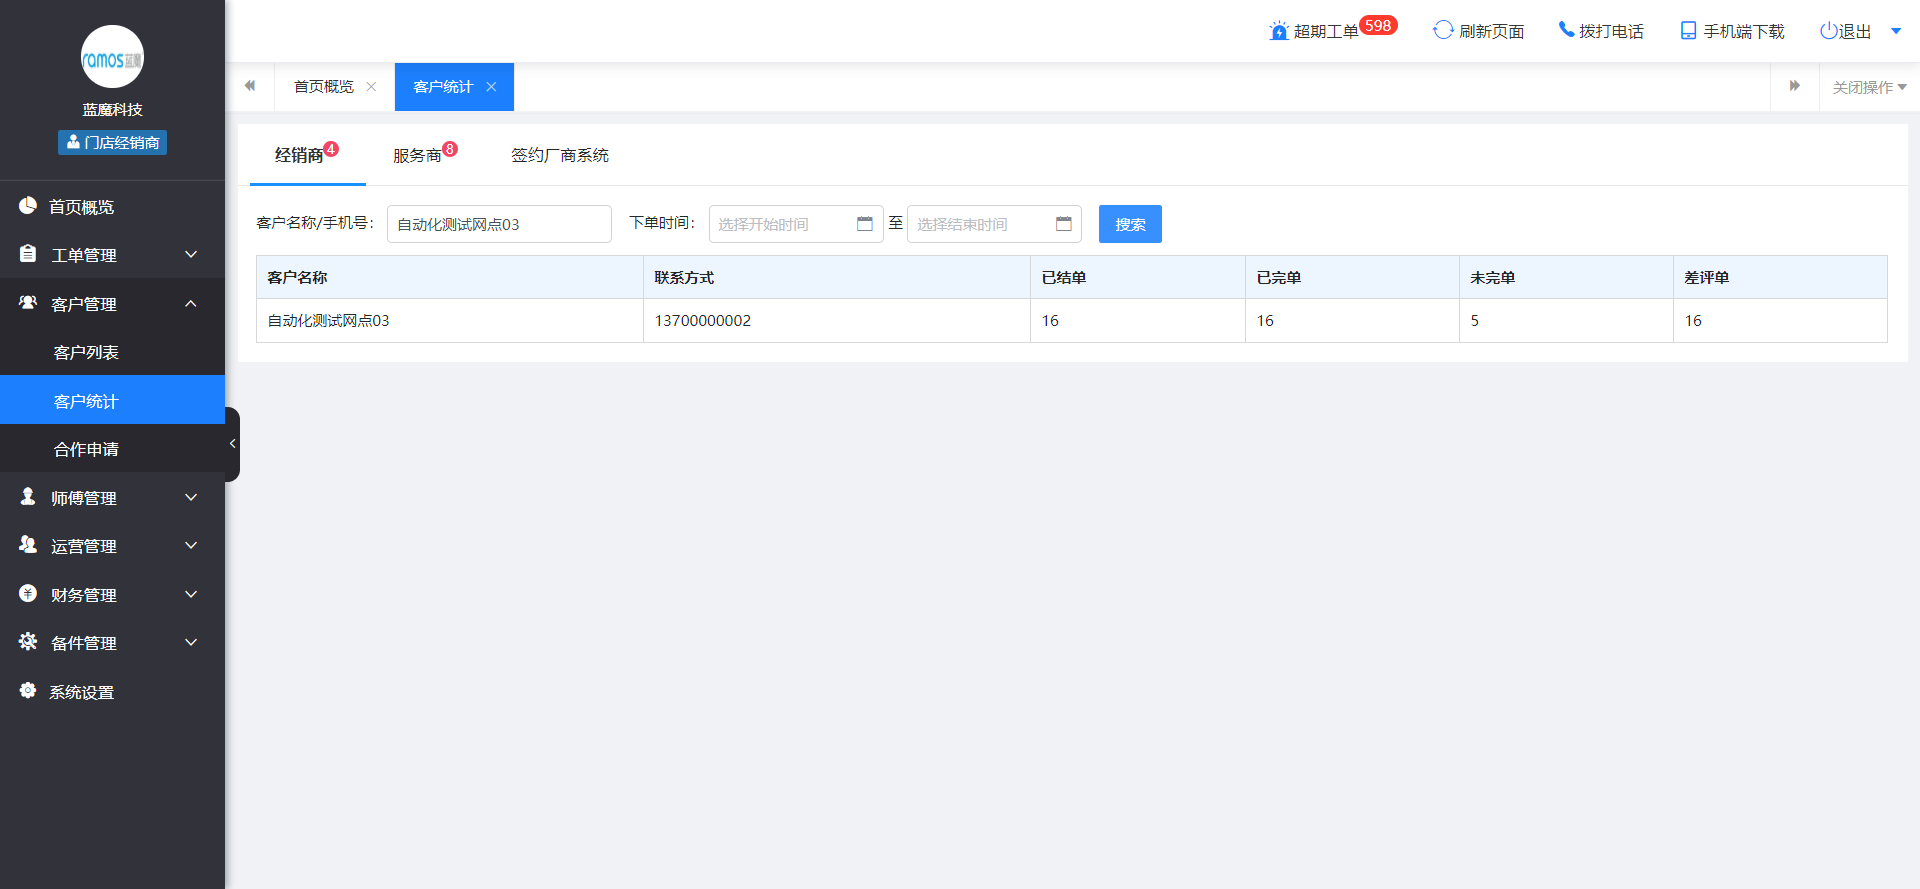 ramos蓝魔
蓝魔科技
门店经销商
首页概览
工单管理
客户管理
客户列表
客户统计
合作申请
师傅管理
运营管理
财务管理
备件管理
系统设置
超期工单 598 刷新页面 拨打电话 手机端下载 退出
首页概览 客户统计 关闭操作
经销商 4 服务商 8 签约厂商系统
客户名称/手机号： 自动化测试网点03 下单时间： 选择开始时间 至 选择结束时间 搜索
客户名称 联系方式 已结单 已完单 未完单 差评单
自动化测试网点03 13700000002 16 16 5 16